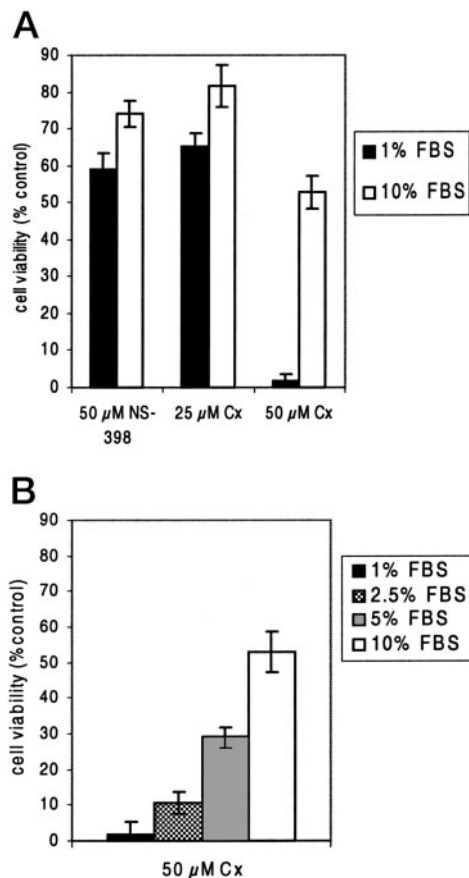 A
cell viability (% control)
90
80
70
60
50
40
30
20
10
0
50 µM NS-
398
25 µM Cx
50 µM Cx
1% FBS
10% FBS
B
cell viability (%control)
90
80
70
60
50
40
30
20
10
0
50 µM Cx
1% FBS
2.5% FBS
5% FBS
10% FBS